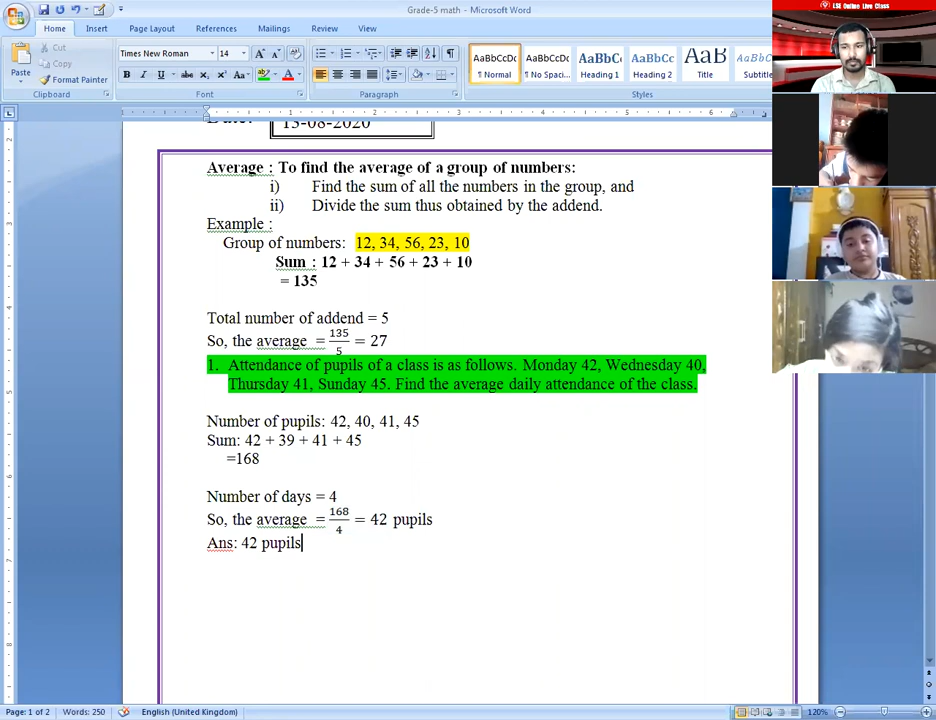 Grade-5 math - Microsoft Word
LSI Online Live Class
Home Insert Page Layout References Mailings Review View
Cut
Copy
Format Painter
Paste
Clipboard
Times New Roman 14
Font
Paragraph
AaBbCcDc AaBbCcDc AaBbC AaBbCc AaB AaBbCc.
¶ Normal ¶ No Spaci... Heading 1 Heading 2 Title Subtitle
Styles
Date: 13-08-2020
Average : To find the average of a group of numbers:
i) Find the sum of all the numbers in the group, and
ii) Divide the sum thus obtained by the addend.
Example :
Group of numbers: 12, 34, 56, 23, 10
Sum : 12 + 34 + 56 + 23 + 10
= 135
Total number of addend = 5
So, the average = 135/5 = 27
1. Attendance of pupils of a class is as follows. Monday 42, Wednesday 40,
Thursday 41, Sunday 45. Find the average daily attendance of the class.
Number of pupils: 42, 40, 41, 45
Sum: 42 + 39 + 41 + 45
=168
Number of days = 4
So, the average = 168/4 = 42 pupils
Ans: 42 pupils
Page: 1 of 2 Words: 250 English (United Kingdom) 120%